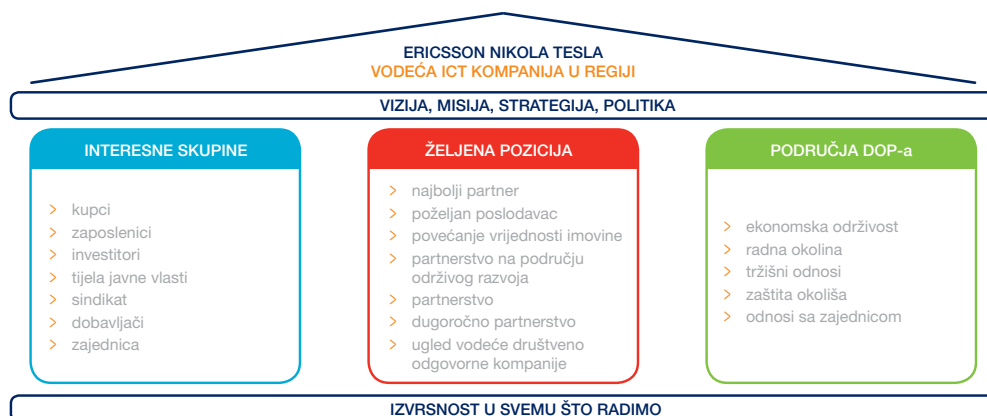 ERICSSON NIKOLA TESLA
VODEĆA ICT KOMPANIJA U REGIJI
VIZIJA, MISIJA, STRATEGIJA, POLITIKA
INTERESNE SKUPINE
> kupci
> zaposlenici
> investitori
> tijela javne vlasti
> sindikat
> dobavljači
> zajednica
ŽELJENA POZICIJA
> najbolji partner
> poželjan poslodavac
> povećanje vrijednosti imovine
> partnerstvo na području
održivog razvoja
> partnerstvo
> dugoročno partnerstvo
> ugled vodeće društveno
odgovorne kompanije
PODRUČJA DOP-a
> ekonomska održivost
> radna okolina
> tržišni odnosi
> zaštita okoliša
> odnosi sa zajednicom
IZVRSNOST U SVEMU ŠTO RADIMO